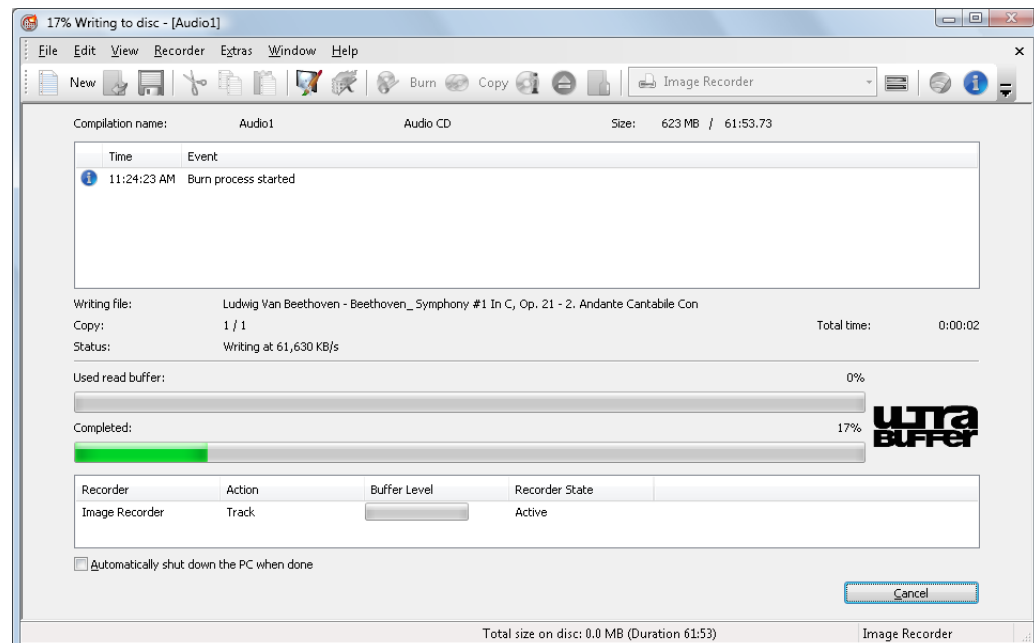 17% Writing to disc - [Audio1]
File Edit View Recorder Extras Window Help
New Burn Copy Image Recorder
Compilation name: Audio1 Audio CD Size: 623 MB / 61:53.73
Time Event
11:24:23 AM Burn process started
Writing file: Ludwig Van Beethoven - Beethoven_ Symphony #1 In C, Op. 21 - 2. Andante Cantabile Con
Copy: 1 / 1 Total time: 0:00:02
Status: Writing at 61,630 KB/s
Used read buffer: 0%
Completed: 17%
ULTRA
BUFFER
Recorder Action Buffer Level Recorder State
Image Recorder Track Active
Automatically shut down the PC when done
Cancel
Total size on disc: 0.0 MB (Duration 61:53) Image Recorder